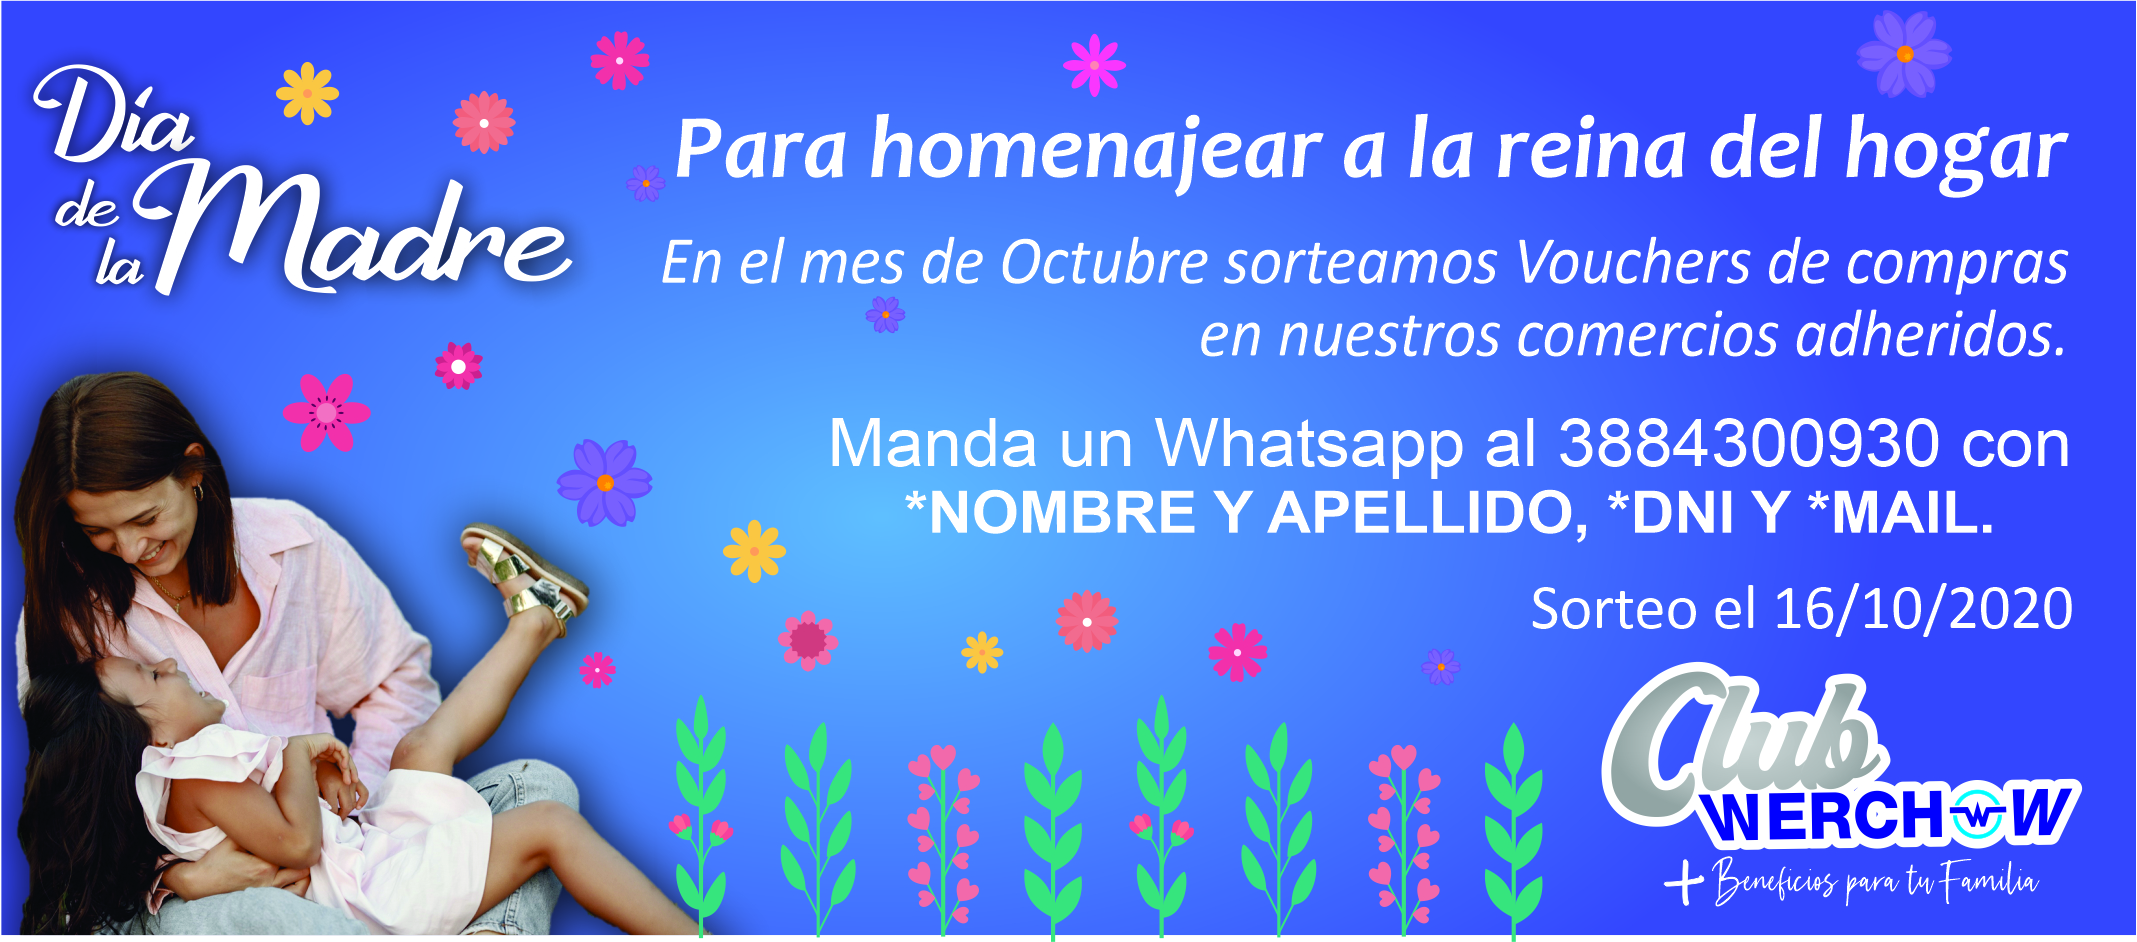 Día
de
la Madre
Para homenajear a la reina del hogar
En el mes de Octubre sorteamos Vouchers de compras
en nuestros comercios adheridos.
Manda un Whatsapp al 3884300930 con
*NOMBRE Y APELLIDO, *DNI Y *MAIL.
Sorteo el 16/10/2020
Club
WERCHOW
+ Beneficios para tu Familia